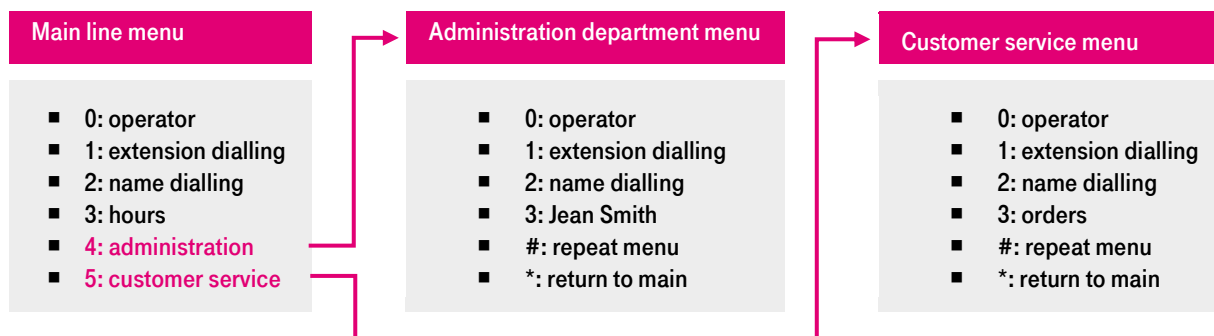 Main line menu
▪ 0: operator
▪ 1: extension dialling
▪ 2: name dialling
▪ 3: hours
▪ 4: administration
▪ 5: customer service
Administration department menu
▪ 0: operator
▪ 1: extension dialling
▪ 2: name dialling
▪ 3: Jean Smith
▪ #: repeat menu
▪ *: return to main
Customer service menu
▪ 0: operator
▪ 1: extension dialling
▪ 2: name dialling
▪ 3: orders
▪ #: repeat menu
▪ *: return to main